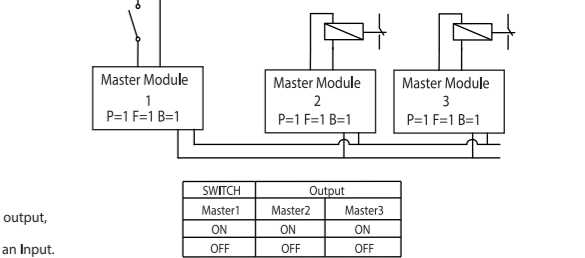 Master Module
1
P=1 F=1 B=1
Master Module
2
P=1 F=1 B=1
Master Module
3
P=1 F=1 B=1
SWITCH Output
Master1 Master2 Master3
ON ON ON
OFF OFF OFF
output,
an Input.